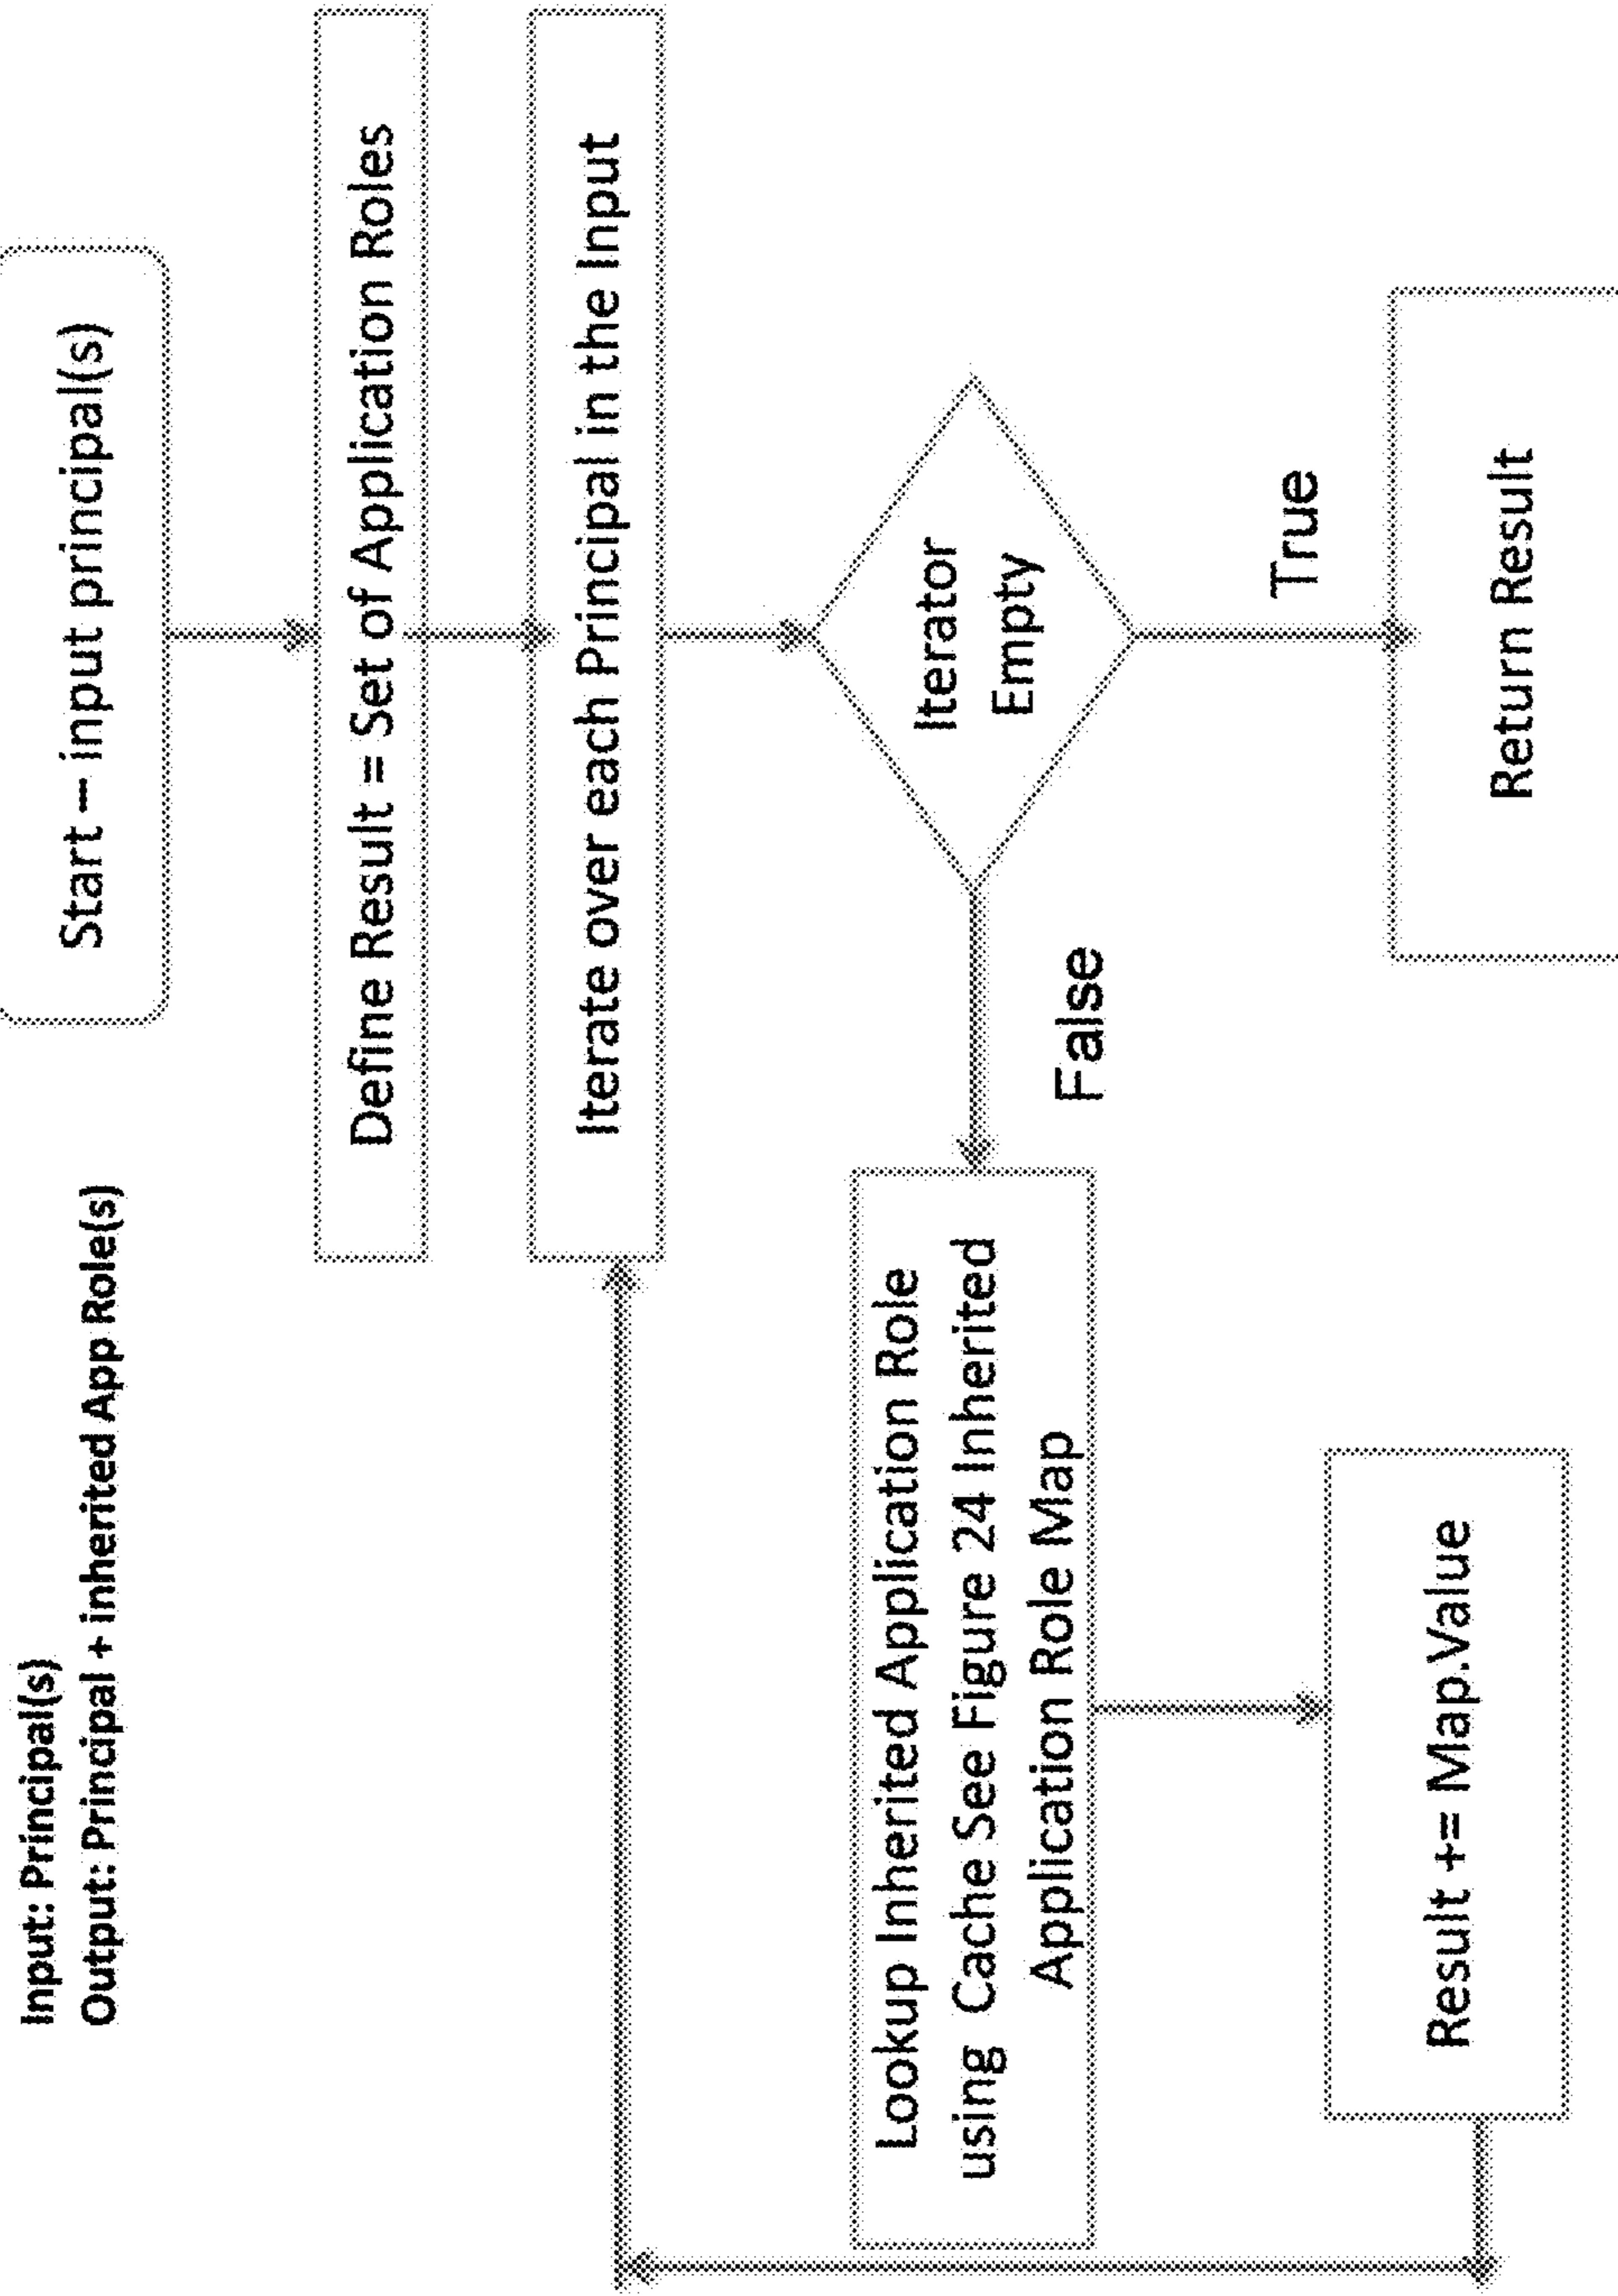 Input: Principal(s)
Output: Principal + inherited App Role(s)
Start – input principal(s)
Define Result = Set of Application Roles
Iterate over each Principal in the Input
Iterator
Empty
False
True
Lookup Inherited Application Role
using Cache See Figure 24 Inherited
Application Role Map
Result += Map.Value
Return Result